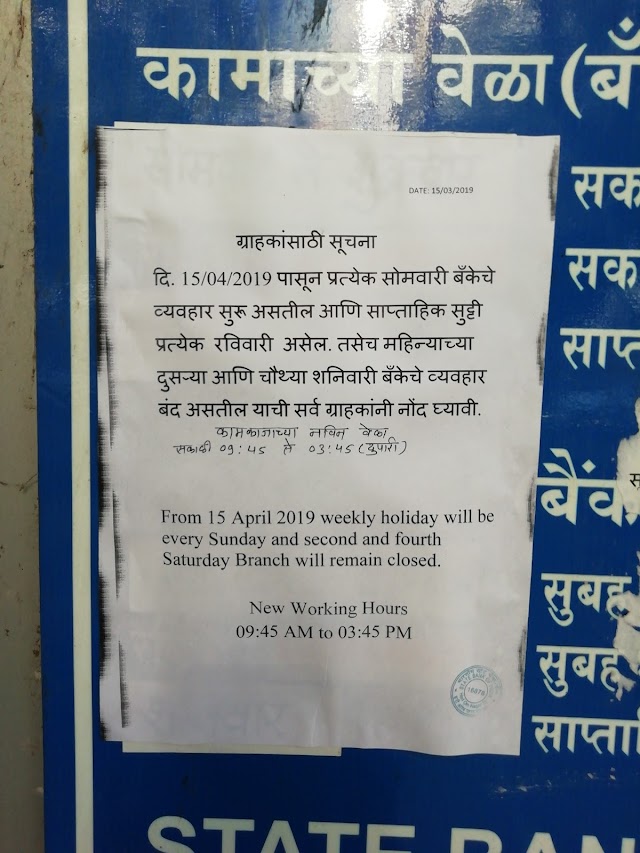 कामाच्या वेळा (बँ
DATE: 15/03/2019
ग्राहकांसाठी सूचना
दि. 15/04/2019 पासून प्रत्येक सोमवारी बँकेचे
व्यवहार सुरू असतील आणि साप्ताहिक सुट्टी
प्रत्येक रविवारी असेल. तसेच महिन्याच्या
दुसऱ्या आणि चौथ्या शनिवारी बँकेचे व्यवहार
बंद असतील याची सर्व ग्राहकांनी नोंद घ्यावी.
कामकाजाच्या नविन वेळा
सकाळी 09:45 ते 03:45 (दुपारी)
From 15 April 2019 weekly holiday will be
every Sunday and second and fourth
Saturday Branch will remain closed.
New Working Hours
09:45 AM to 03:45 PM
सक
सक
साप्त
बैंक
सुबह
सुबह
साप्ता
STATE BAN